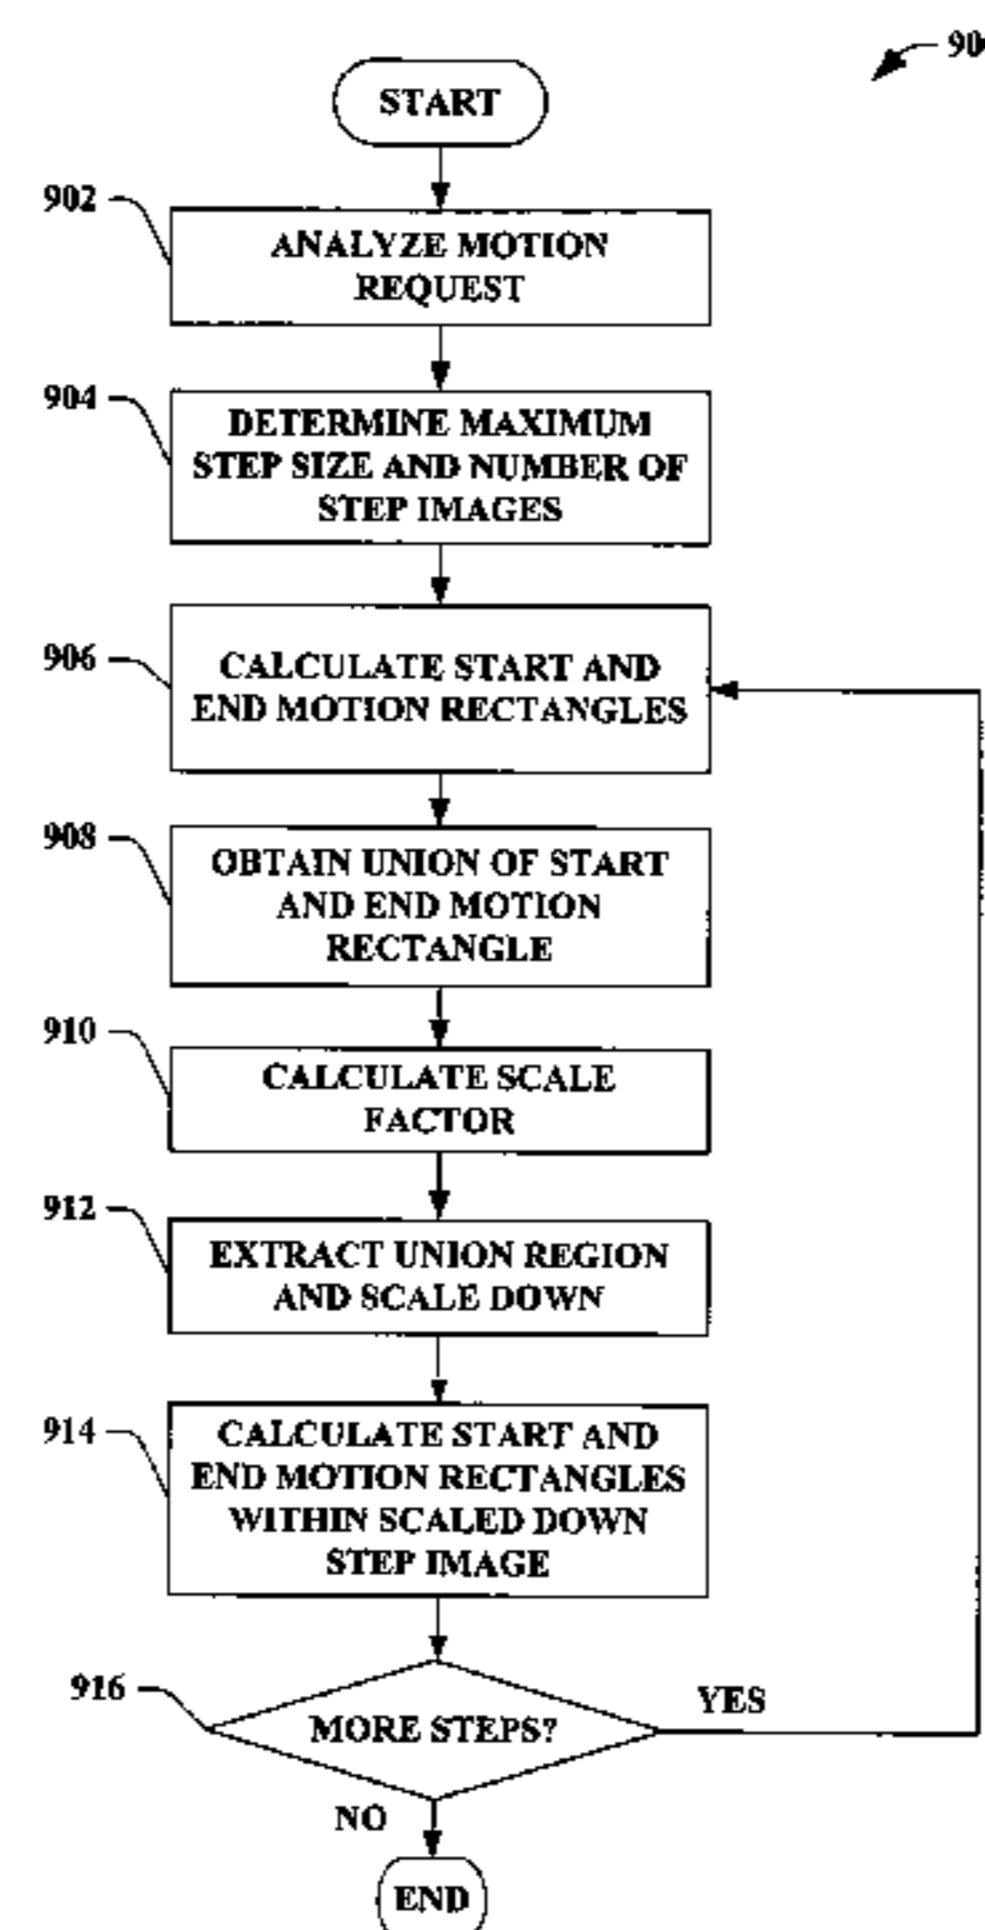 90
START
902
ANALYZE MOTION
REQUEST
904
DETERMINE MAXIMUM
STEP SIZE AND NUMBER OF
STEP IMAGES
906
CALCULATE START AND
END MOTION RECTANGLES
908
OBTAIN UNION OF START
AND END MOTION
RECTANGLE
910
CALCULATE SCALE
FACTOR
912
EXTRACT UNION REGION
AND SCALE DOWN
914
CALCULATE START AND
END MOTION RECTANGLES
WITHIN SCALED DOWN
STEP IMAGE
916
MORE STEPS?
YES
NO
END